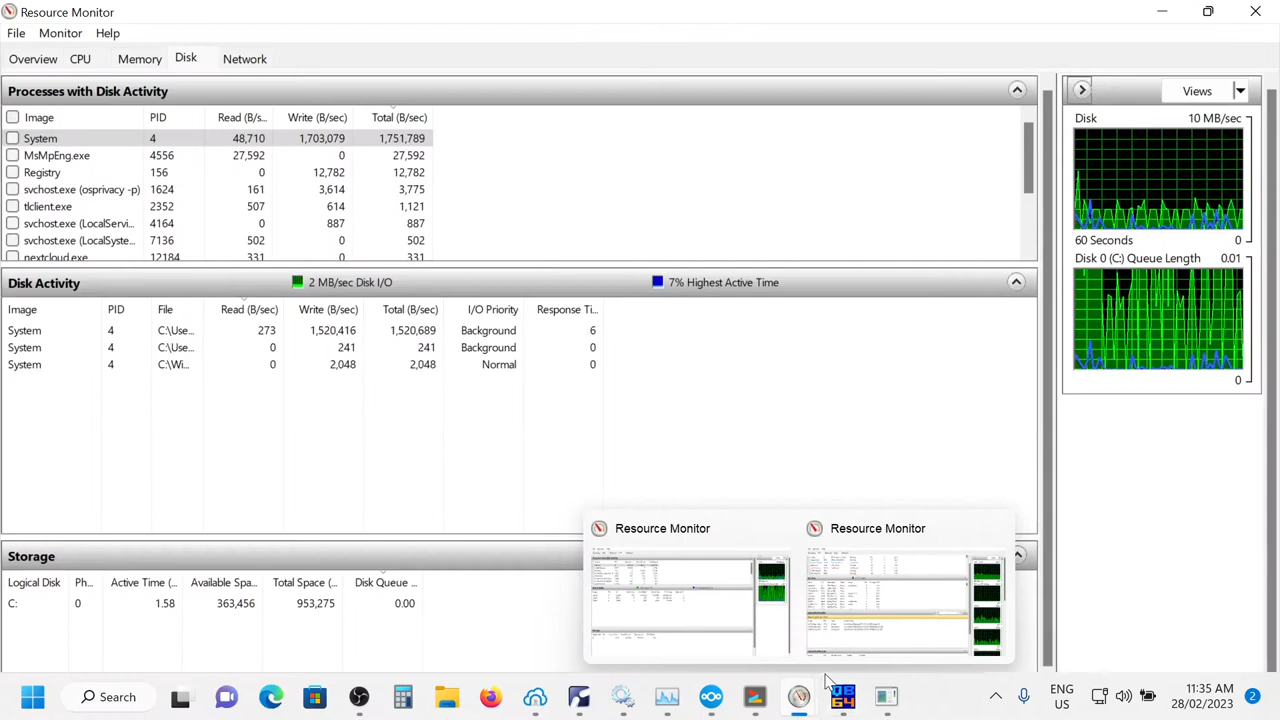 Resource Monitor
File Monitor Help
Overview CPU Memory Disk Network
Processes with Disk Activity
Image PID Read (B/s... Write (B/sec) Total (B/sec)
System 4 48,710 1,703,079 1,751,789
MsMpEng.exe 4556 27,592 0 27,592
Registry 156 0 12,782 12,782
svchost.exe (osprivacy -p) 1624 161 3,614 3,775
tlclient.exe 2352 507 614 1,121
svchost.exe (LocalServi... 4164 0 887 887
svchost.exe (LocalSyste... 7136 502 0 502
nextcloud.exe 12184 331 0 331
Disk Activity 2 MB/sec Disk I/O 7% Highest Active Time
Image PID File Read (B/sec) Write (B/sec) Total (B/sec) I/O Priority Response Ti...
System 4 C:\Use... 273 1,520,416 1,520,689 Background 6
System 4 C:\Use... 0 241 241 Background 0
System 4 C:\Wi... 0 2,048 2,048 Normal 0
Storage
Logical Disk Ph... Active Time (... Available Spa... Total Space (... Disk Queue ...
C: 0 1.58 363,456 953,275 0.00
Views
Disk 10 MB/sec
60 Seconds 0
Disk 0 (C:) Queue Length 0.01
0
Resource Monitor Resource Monitor
Search
QB
64
ENG
US
11:35 AM
28/02/2023
2